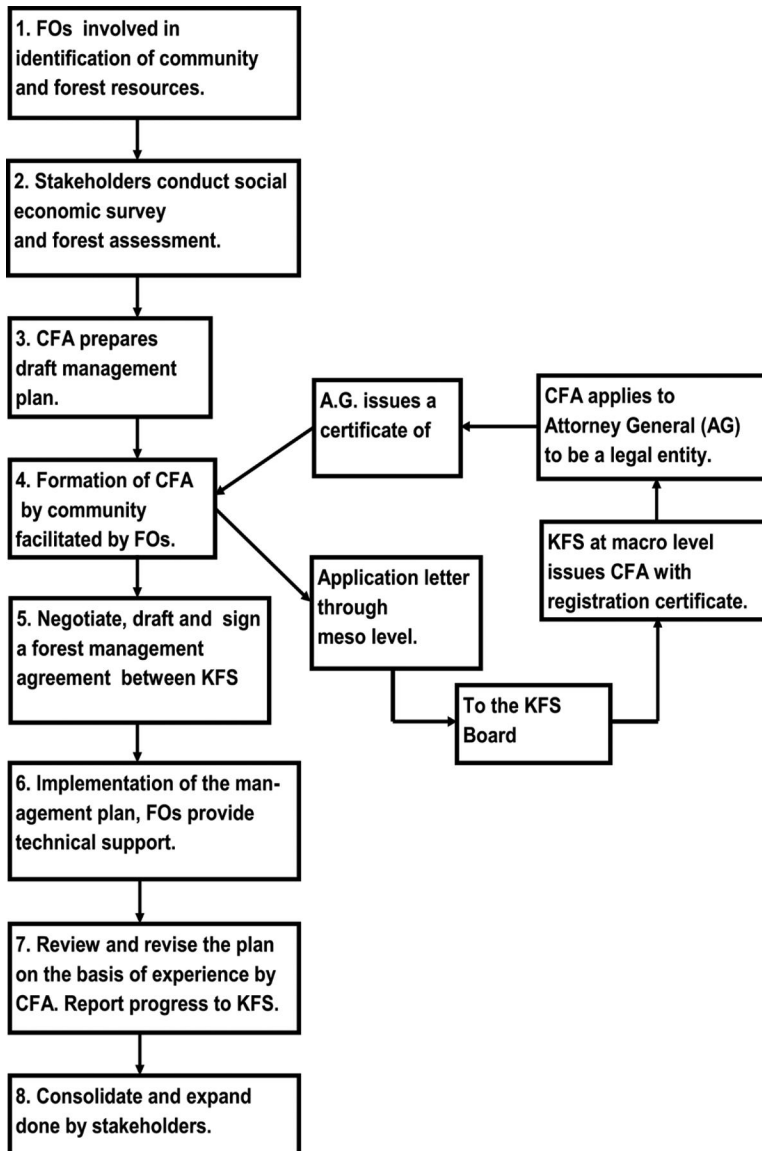 1. FOs involved in
identification of community
and forest resources.
2. Stakeholders conduct social
economic survey
and forest assessment.
3. CFA prepares
draft management
plan.
4. Formation of CFA
by community
facilitated by FOs.
5. Negotiate, draft and sign
a forest management
agreement between KFS
6. Implementation of the man-
agement plan, FOs provide
technical support.
7. Review and revise the plan
on the basis of experience by
CFA. Report progress to KFS.
8. Consolidate and expand
done by stakeholders.
Application letter
through
meso level.
To the KFS
Board
KFS at macro level
issues CFA with
registration certificate.
CFA applies to
Attorney General (AG)
to be a legal entity.
A.G. issues a
certificate of